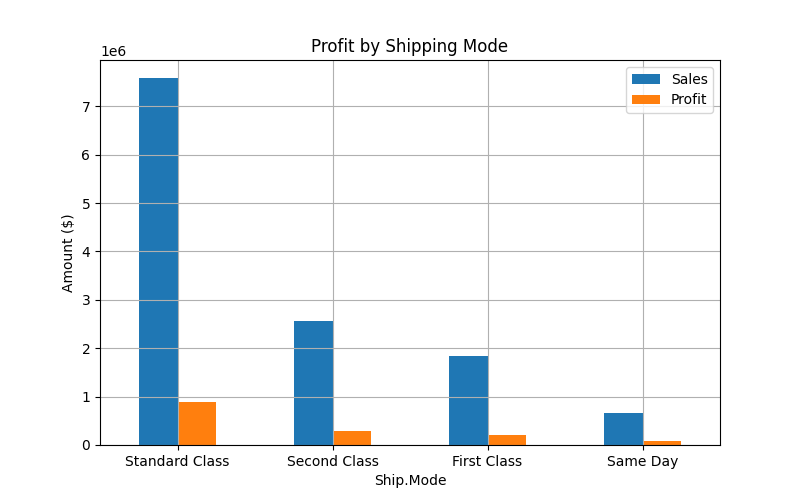 Profit by Shipping Mode
1e6
Sales
Profit
7
6
5
4
3
2
1
0
Amount ($)
Standard Class
Second Class
First Class
Same Day
Ship.Mode